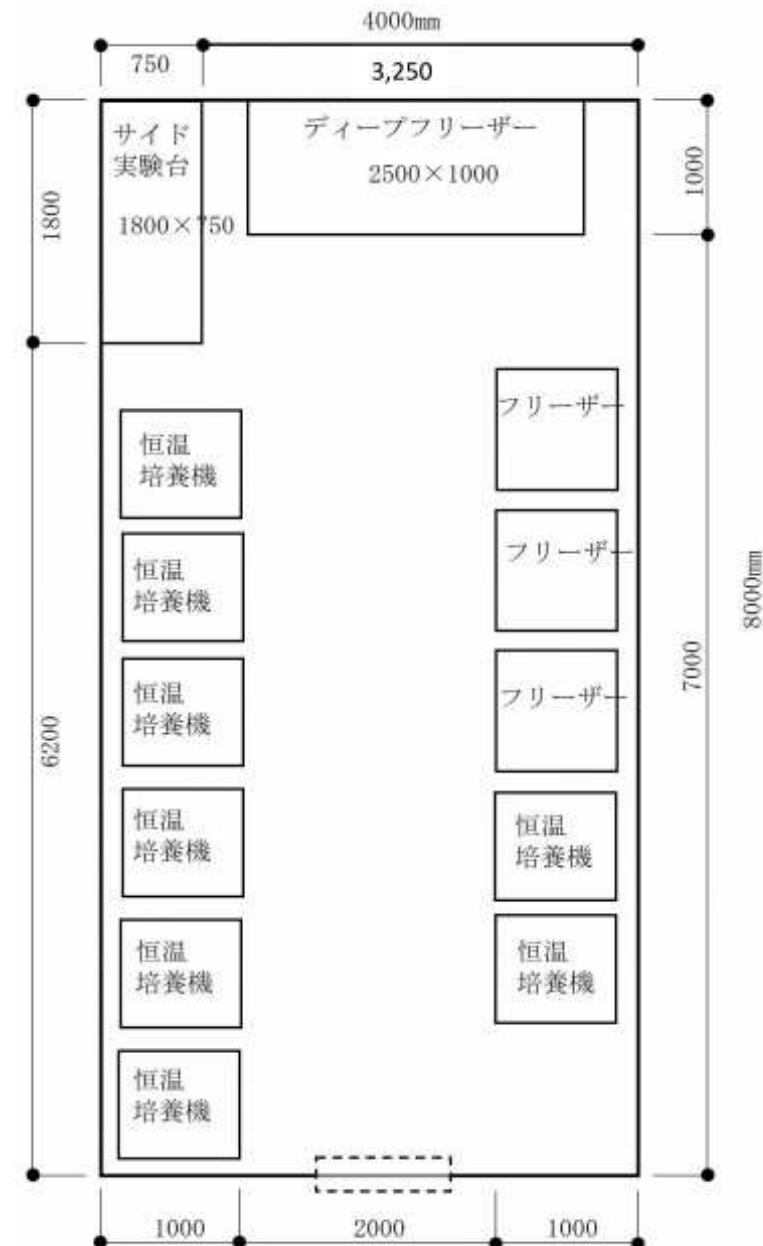 4000mm
750
3,250
サイド
実験台
1800×750
ディープフリーザー
2500×1000
1000
1800
フリーザー
恒温
培養機
フリーザー
恒温
培養機
8000mm
フリーザー
恒温
培養機
7000
6200
恒温
培養機
恒温
培養機
恒温
培養機
恒温
培養機
恒温
培養機
1000
2000
1000